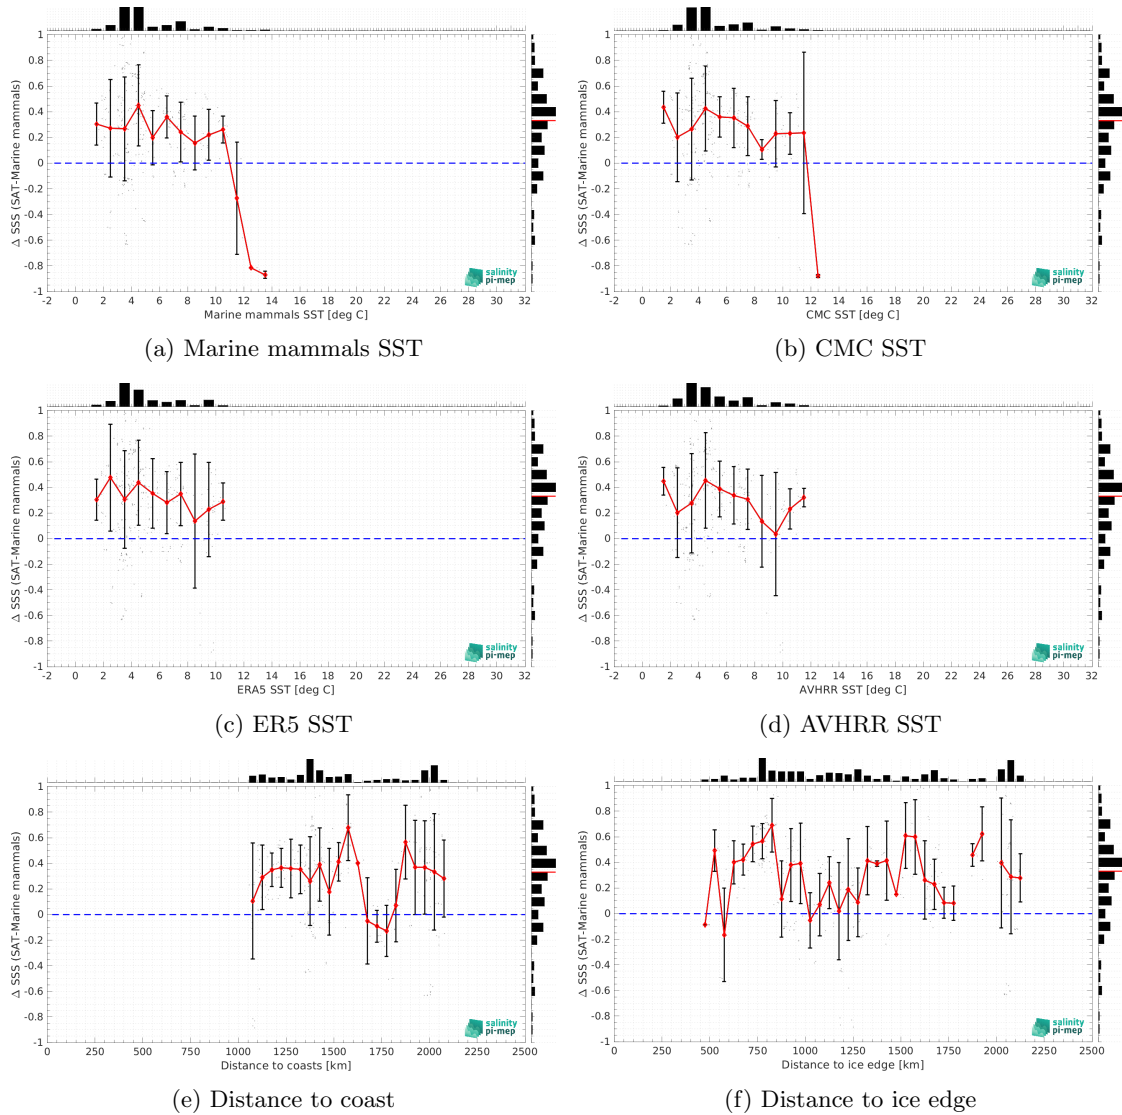 1
0.8
0.6
0.4
0.2
0
-0.2
-0.4
-0.6
-0.8
-1
Δ SSS (SAT-Marine mammals)
-2 0 2 4 6 8 10 12 14 16 18 20 22 24 26 28 30 32
Marine mammals SST [deg C]
salinity
pi-mep
(a) Marine mammals SST
1
0.8
0.6
0.4
0.2
0
-0.2
-0.4
-0.6
-0.8
-1
Δ SSS (SAT-Marine mammals)
-2 0 2 4 6 8 10 12 14 16 18 20 22 24 26 28 30 32
CMC SST [deg C]
salinity
pi-mep
(b) CMC SST
1
0.8
0.6
0.4
0.2
0
-0.2
-0.4
-0.6
-0.8
-1
Δ SSS (SAT-Marine mammals)
-2 0 2 4 6 8 10 12 14 16 18 20 22 24 26 28 30 32
ERA5 SST [deg C]
salinity
pi-mep
(c) ER5 SST
1
0.8
0.6
0.4
0.2
0
-0.2
-0.4
-0.6
-0.8
-1
Δ SSS (SAT-Marine mammals)
-2 0 2 4 6 8 10 12 14 16 18 20 22 24 26 28 30 32
AVHRR SST [deg C]
salinity
pi-mep
(d) AVHRR SST
1
0.8
0.6
0.4
0.2
0
-0.2
-0.4
-0.6
-0.8
-1
Δ SSS (SAT-Marine mammals)
0 250 500 750 1000 1250 1500 1750 2000 2250 2500
Distance to coasts [km]
salinity
pi-mep
(e) Distance to coast
1
0.8
0.6
0.4
0.2
0
-0.2
-0.4
-0.6
-0.8
-1
Δ SSS (SAT-Marine mammals)
0 250 500 750 1000 1250 1500 1750 2000 2250 2500
Distance to ice edge [km]
salinity
pi-mep
(f) Distance to ice edge